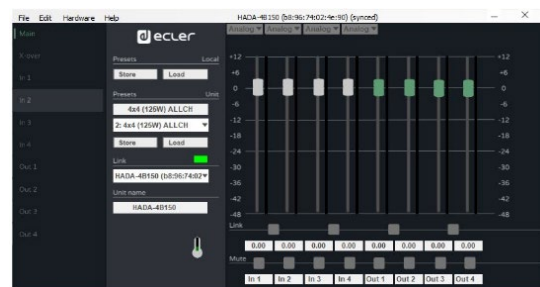 File Edit Hardware Help
HADA-4B150 (b8:96:74:02:4e:90) (synced)
Main
X-over
In 1
In 2
In 3
In 4
Out 1
Out 2
Out 3
Out 4
ecler
Presets Local
Store Load
Presets Unit
4x4 (125W) ALLCH
2: 4x4 (125W) ALLCH
Store Load
Link
HADA-4B150 (b8:96:74:02
Unit name
HADA-4B150
Analog Analog Analog Analog
+12 +12
+6 +6
0 0
-6 -6
-12 -12
-18 -18
-24 -24
-30 -30
-36 -36
-42 -42
-48 -48
Link
0.00 0.00 0.00 0.00 0.00 0.00 0.00 0.00
Mute
In 1 In 2 In 3 In 4 Out 1 Out 2 Out 3 Out 4